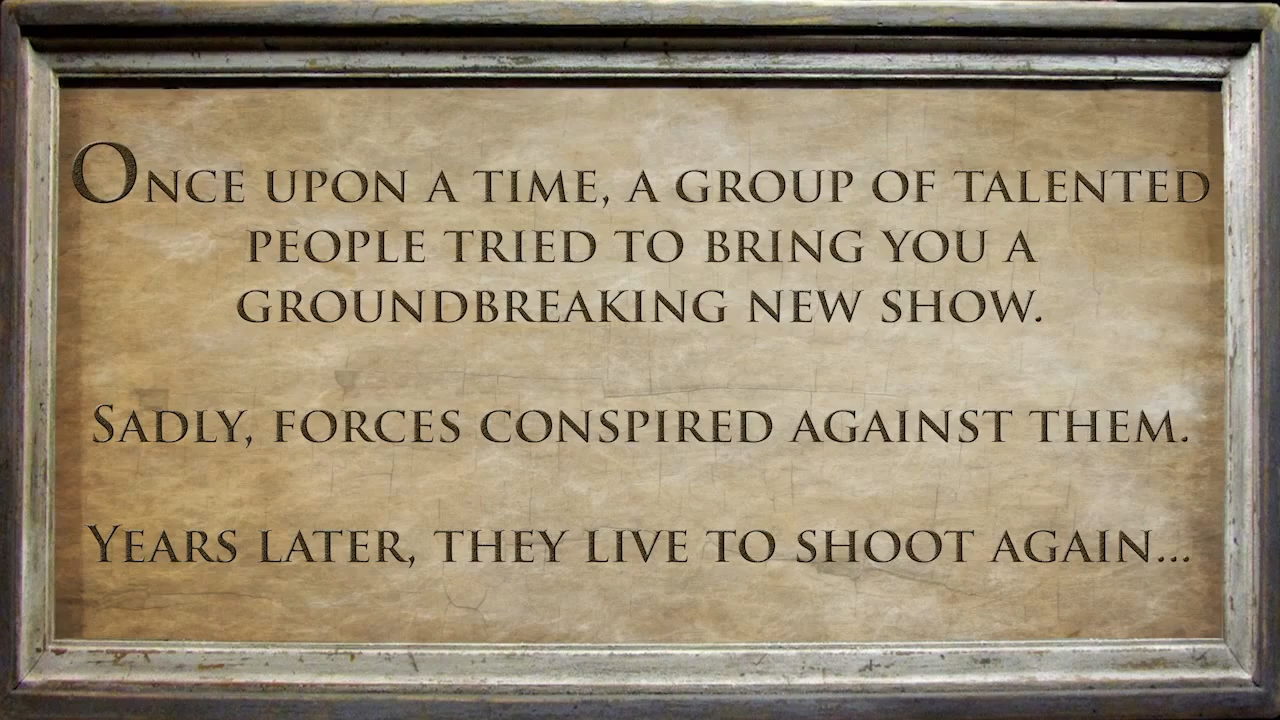 Once upon a time, a group of talented
people tried to bring you a
groundbreaking new show.
Sadly, forces conspired against them.
Years later, they live to shoot again...